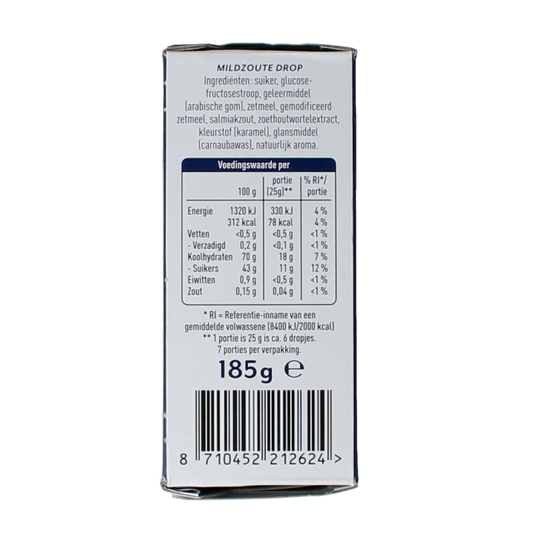 MILDZOUTE DROP
Ingrediënten: suiker, glucose-
fructosestroop, geleermiddel
(arabische gom), zetmeel, gemodificeerd
zetmeel, salmiakzout, zoethoutwortelextract,
kleurstof (karamel), glansmiddel
(carnaubawas), natuurlijk aroma.
Voedingswaarde per
100 g portie (25g)** % RI*/ portie
Energie 1320 kJ 330 kJ 4 %
312 kcal 78 kcal 4 %
Vetten <0,5 g <0,5 g <1 %
- Verzadigd 0,2 g <0,1 g <1 %
Koolhydraten 70 g 18 g 7 %
- Suikers 43 g 11 g 12 %
Eiwitten 0,9 g <0,5 g <1 %
Zout 0,15 g 0,04 g <1 %
* RI = Referentie-inname van een
gemiddelde volwassene (8400 kJ/2000 kcal)
** 1 portie is 25 g is ca. 6 dropjes.
7 porties per verpakking.
185g ℮
8 710452 212624 >